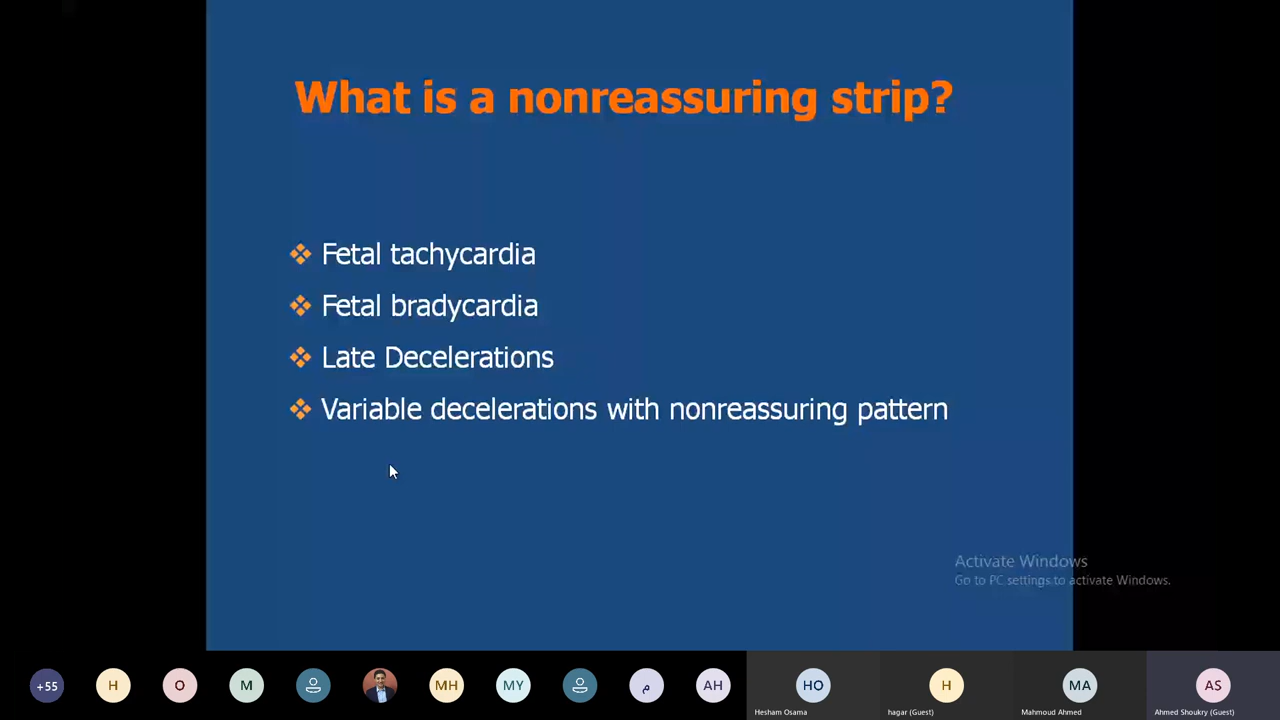 What is a nonreassuring strip?
Fetal tachycardia
Fetal bradycardia
Late Decelerations
Variable decelerations with nonreassuring pattern
Activate Windows
Go to PC settings to activate Windows.
+55
H
O
M
MH
MY
م
AH
HO
H
MA
AS
Hesham Osama
hagar (Guest)
Mahmoud Ahmed
Ahmed Shoukry (Guest)